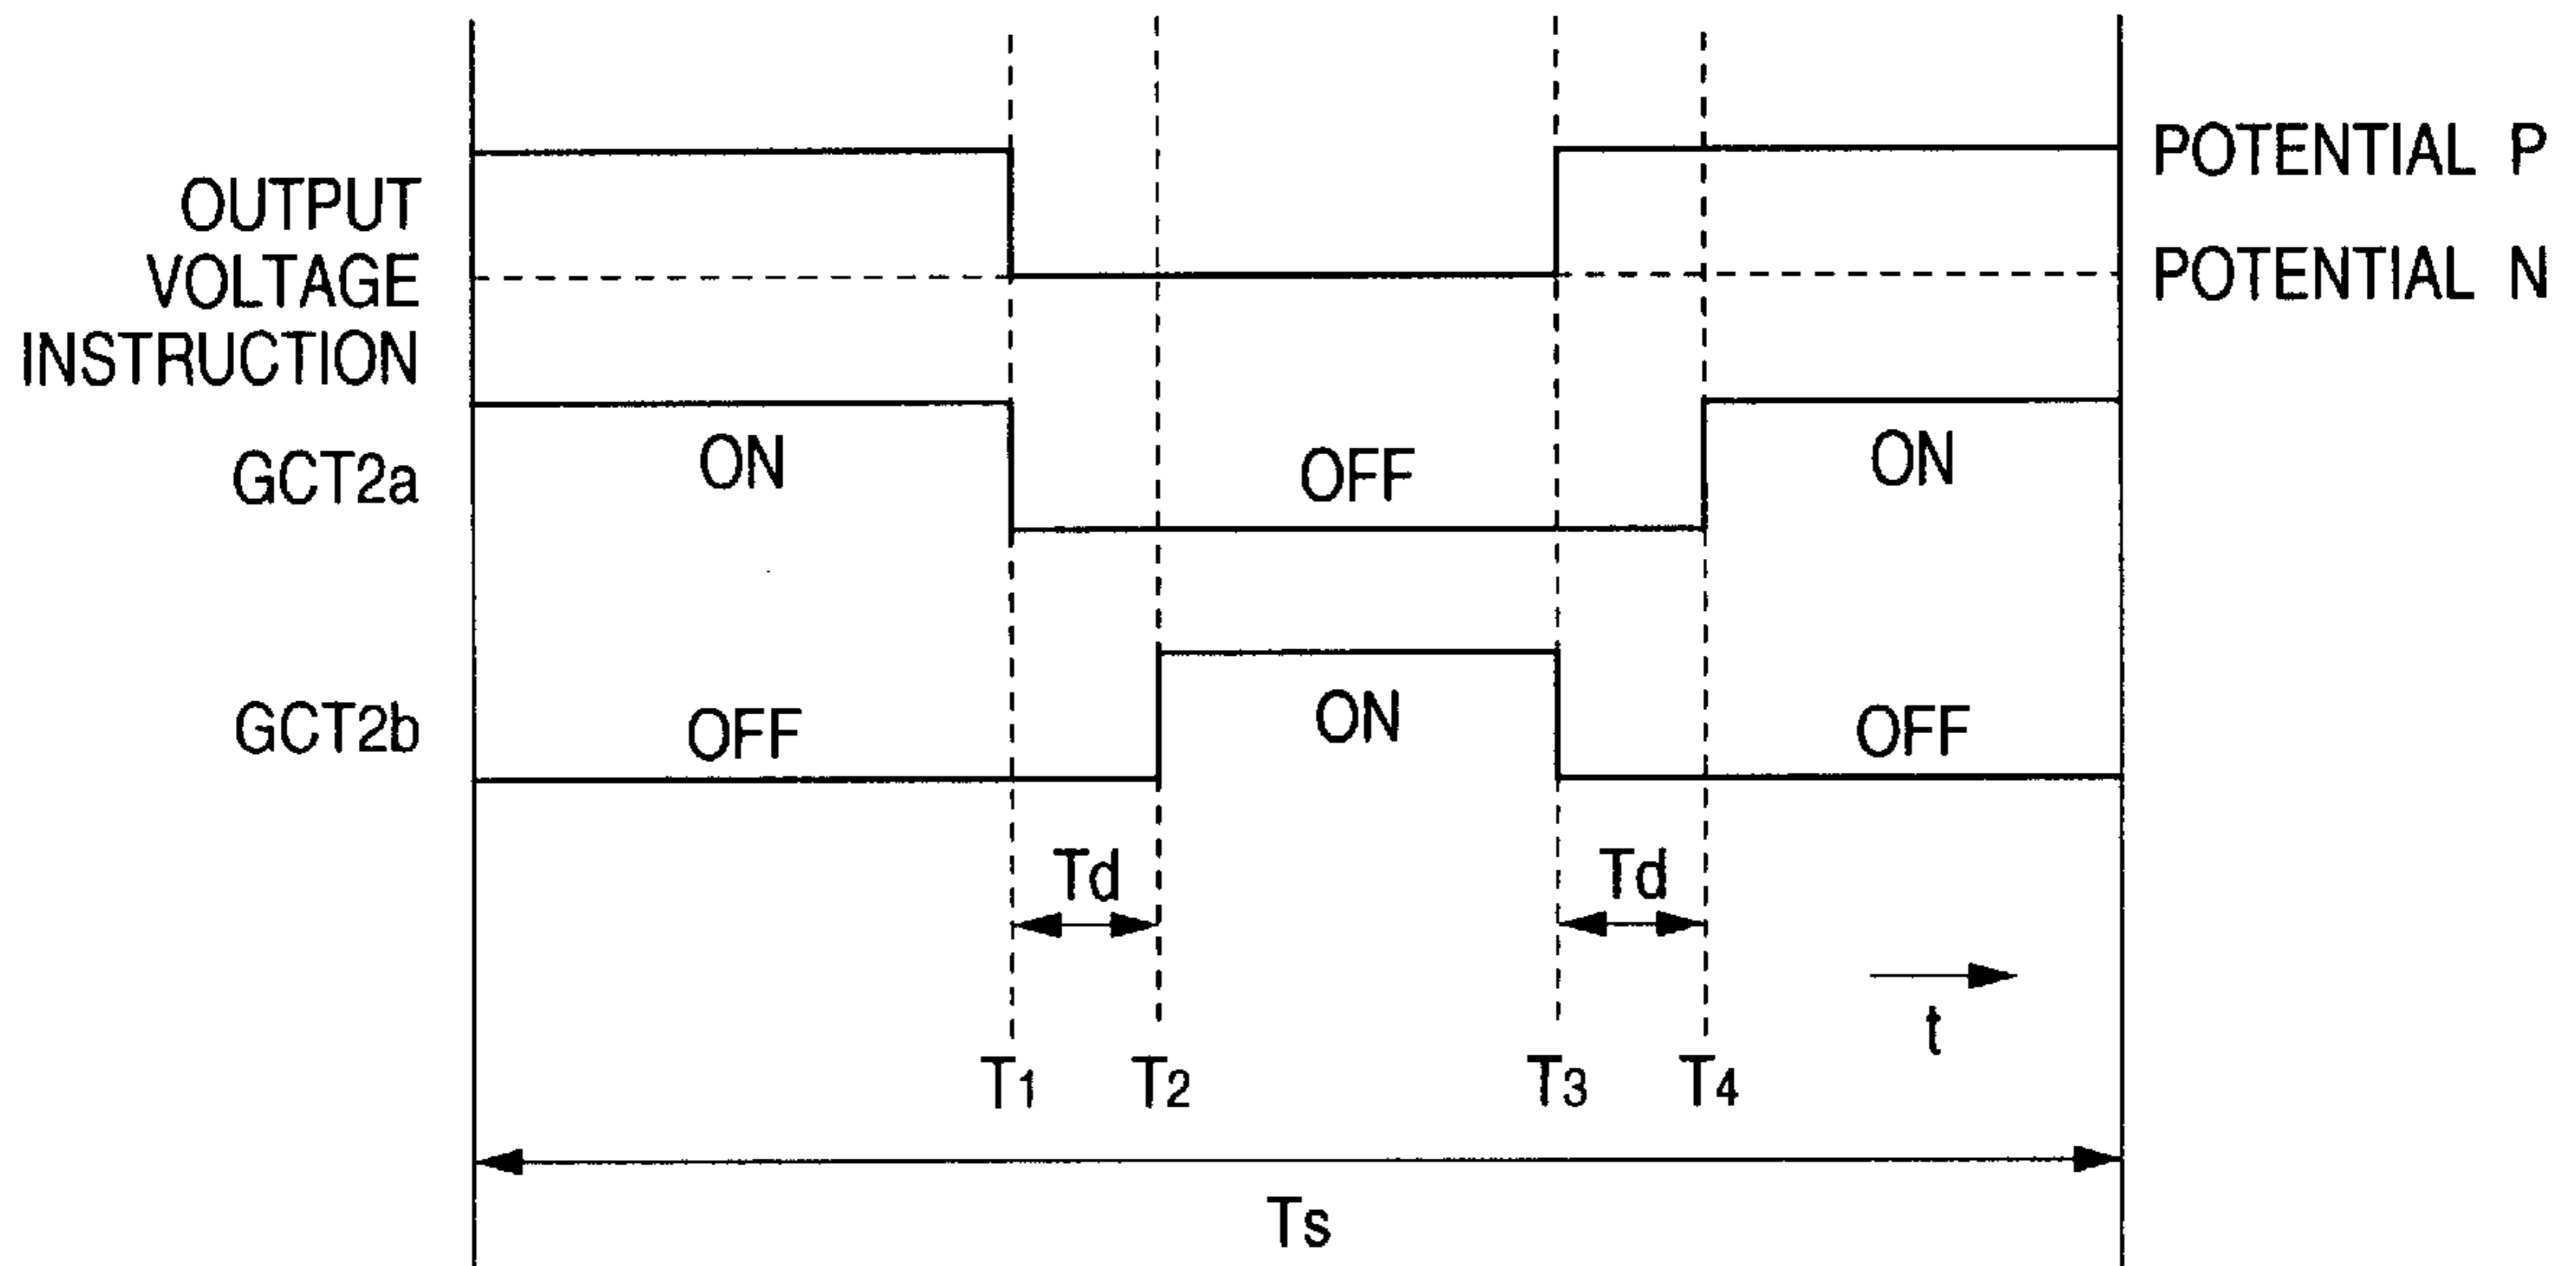 POTENTIAL P
OUTPUT
VOLTAGE
INSTRUCTION
POTENTIAL N
GCT2a
ON
OFF
ON
GCT2b
OFF
ON
OFF
Td
Td
t
T1
T2
T3
T4
Ts